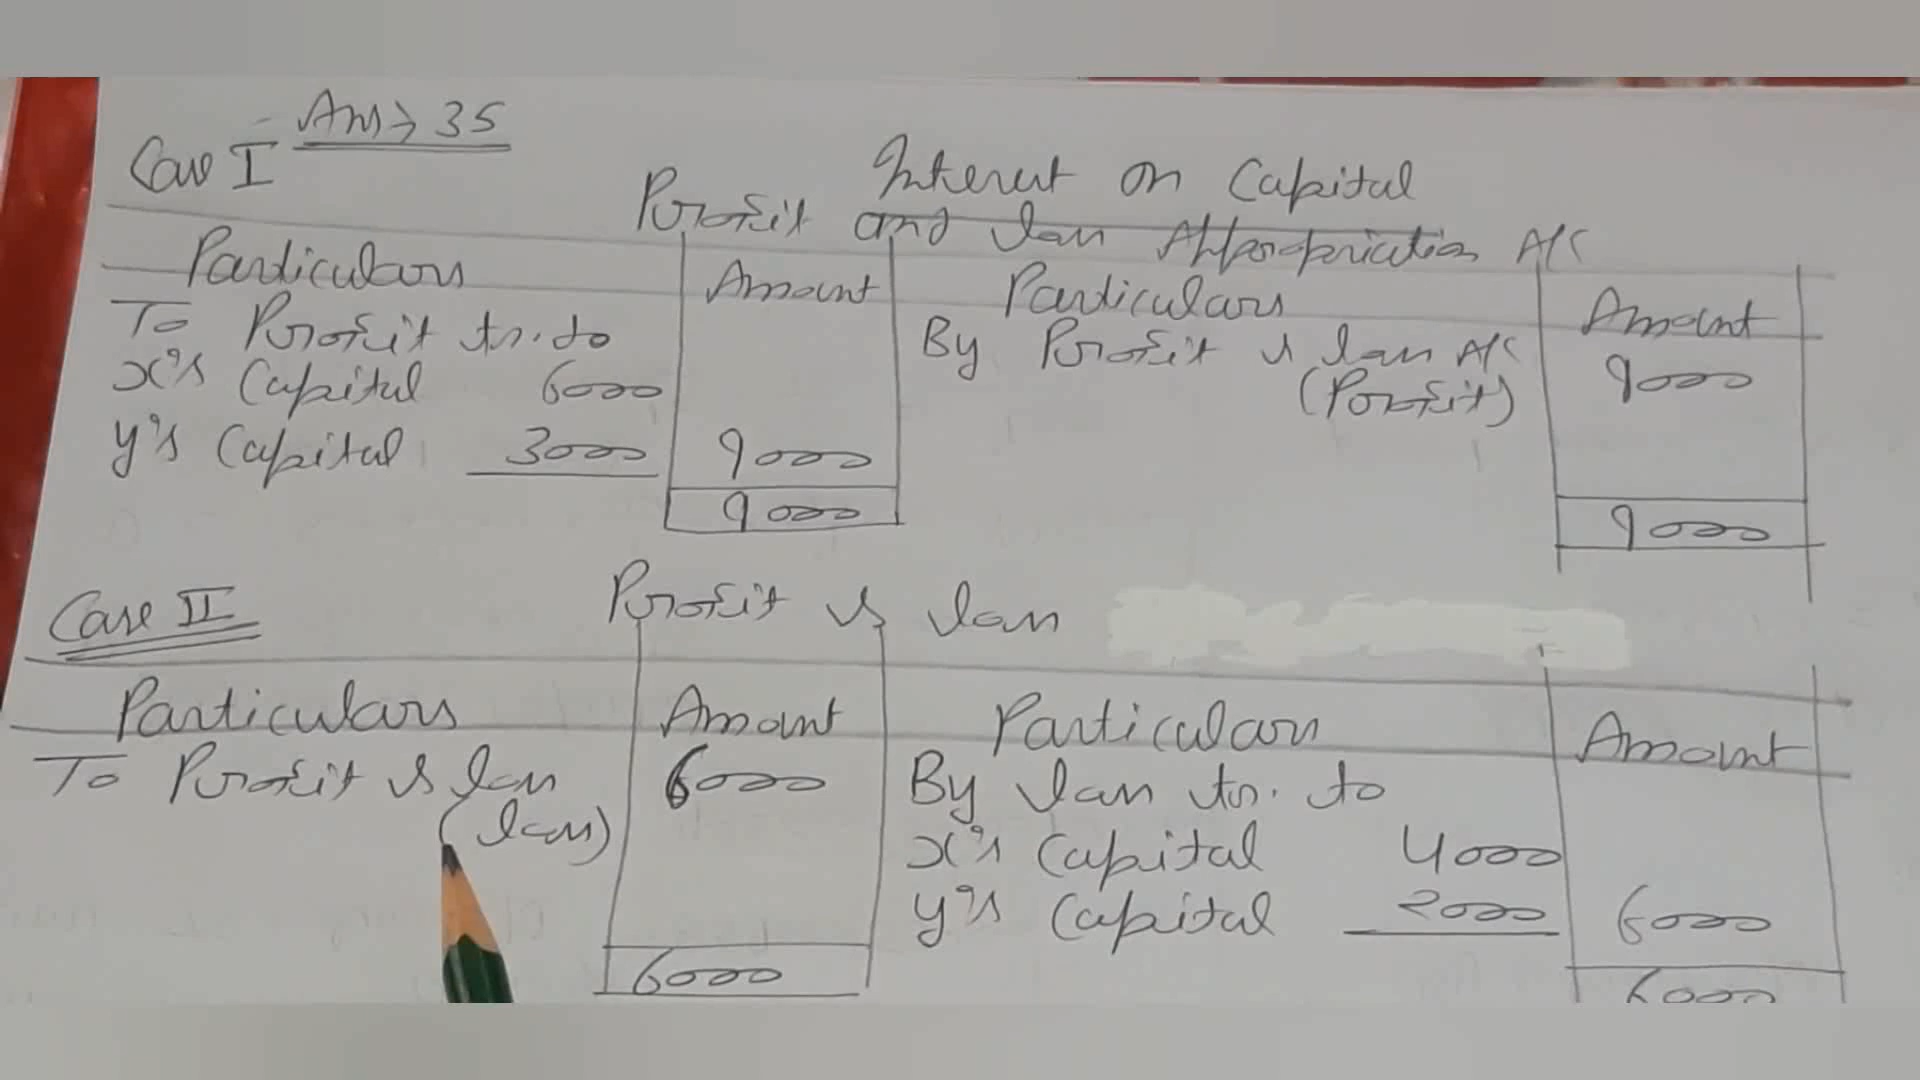 Ans → 35
Case I
Interest on Capital
Profit and Loss Appropriation A/C
Particulars Amount Particulars Amount
To Profit tr. to By Profit & Loss A/C 9000
x's Capital 6000 (Profit)
y's Capital 3000 9000
9000 9000
Case II Profit & Loss
Particulars Amount Particulars Amount
To Profit & Loss 6000 By Loss tr. to
(Loss) x's Capital 4000
y's Capital 2000 6000
6000 6000